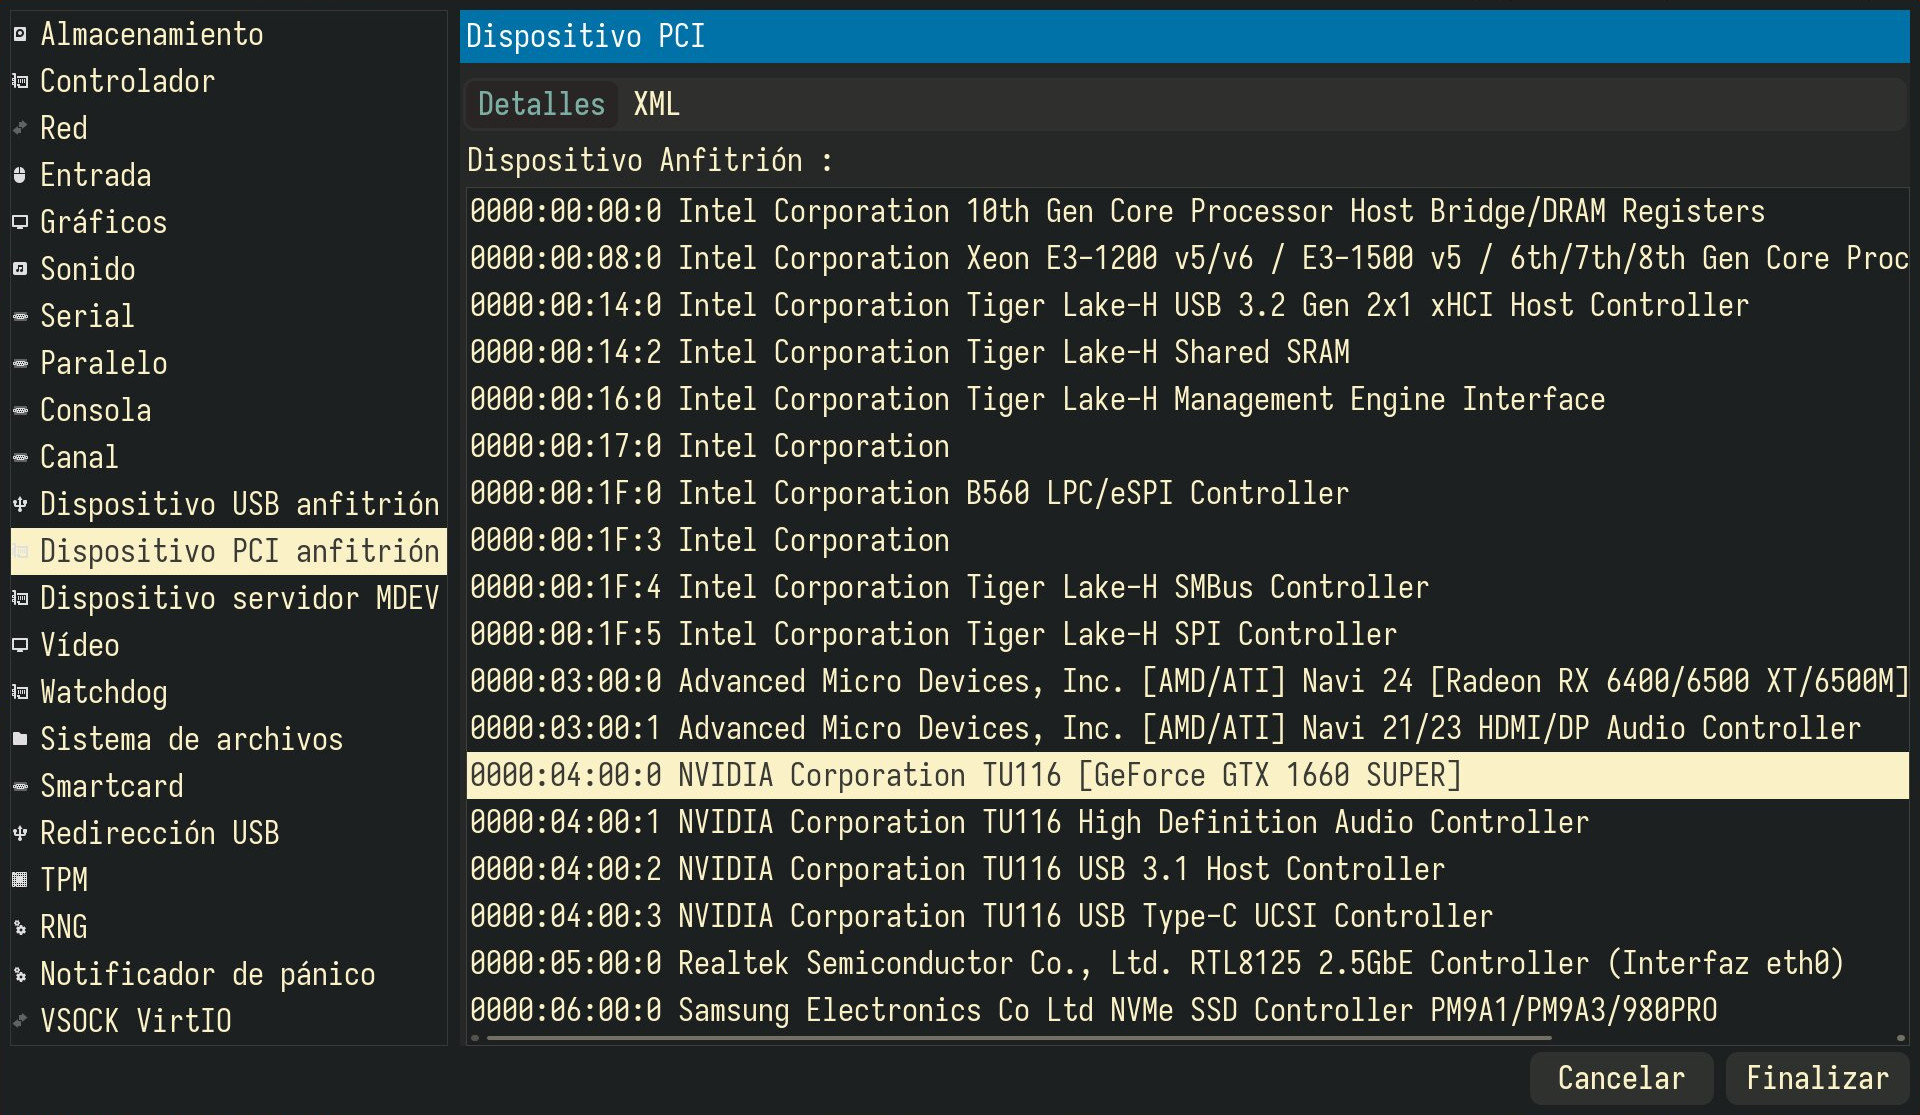 Almacenamiento
Controlador
Red
Entrada
Gráficos
Sonido
Serial
Paralelo
Consola
Canal
Dispositivo USB anfitrión
Dispositivo PCI anfitrión
Dispositivo servidor MDEV
Vídeo
Watchdog
Sistema de archivos
Smartcard
Redirección USB
TPM
RNG
Notificador de pánico
VSOCK VirtIO
Dispositivo PCI
Detalles XML
Dispositivo Anfitrión :
0000:00:00:0 Intel Corporation 10th Gen Core Processor Host Bridge/DRAM Registers
0000:00:08:0 Intel Corporation Xeon E3-1200 v5/v6 / E3-1500 v5 / 6th/7th/8th Gen Core Proc
0000:00:14:0 Intel Corporation Tiger Lake-H USB 3.2 Gen 2x1 xHCI Host Controller
0000:00:14:2 Intel Corporation Tiger Lake-H Shared SRAM
0000:00:16:0 Intel Corporation Tiger Lake-H Management Engine Interface
0000:00:17:0 Intel Corporation
0000:00:1F:0 Intel Corporation B560 LPC/eSPI Controller
0000:00:1F:3 Intel Corporation
0000:00:1F:4 Intel Corporation Tiger Lake-H SMBus Controller
0000:00:1F:5 Intel Corporation Tiger Lake-H SPI Controller
0000:03:00:0 Advanced Micro Devices, Inc. [AMD/ATI] Navi 24 [Radeon RX 6400/6500 XT/6500M]
0000:03:00:1 Advanced Micro Devices, Inc. [AMD/ATI] Navi 21/23 HDMI/DP Audio Controller
0000:04:00:0 NVIDIA Corporation TU116 [GeForce GTX 1660 SUPER]
0000:04:00:1 NVIDIA Corporation TU116 High Definition Audio Controller
0000:04:00:2 NVIDIA Corporation TU116 USB 3.1 Host Controller
0000:04:00:3 NVIDIA Corporation TU116 USB Type-C UCSI Controller
0000:05:00:0 Realtek Semiconductor Co., Ltd. RTL8125 2.5GbE Controller (Interfaz eth0)
0000:06:00:0 Samsung Electronics Co Ltd NVMe SSD Controller PM9A1/PM9A3/980PRO
Cancelar Finalizar